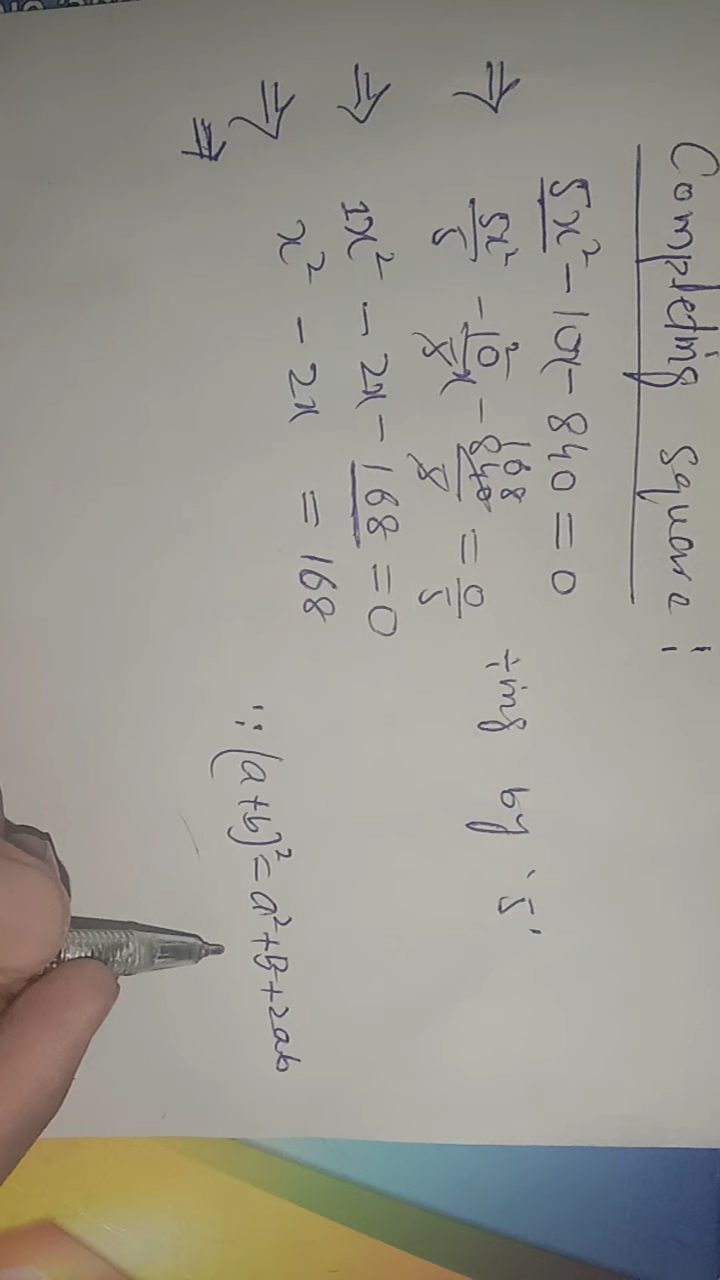 Completing Square:
5x² - 10x - 840 = 0
⇒ 5x²/5 - 10x/5 - 840/5 = 0/5 ÷ing by '5'
168
⇒ 1x² - 2x - 168 = 0
⇒ x² - 2x = 168
⇒ ∵ (a+b)² = a²+b+2ab